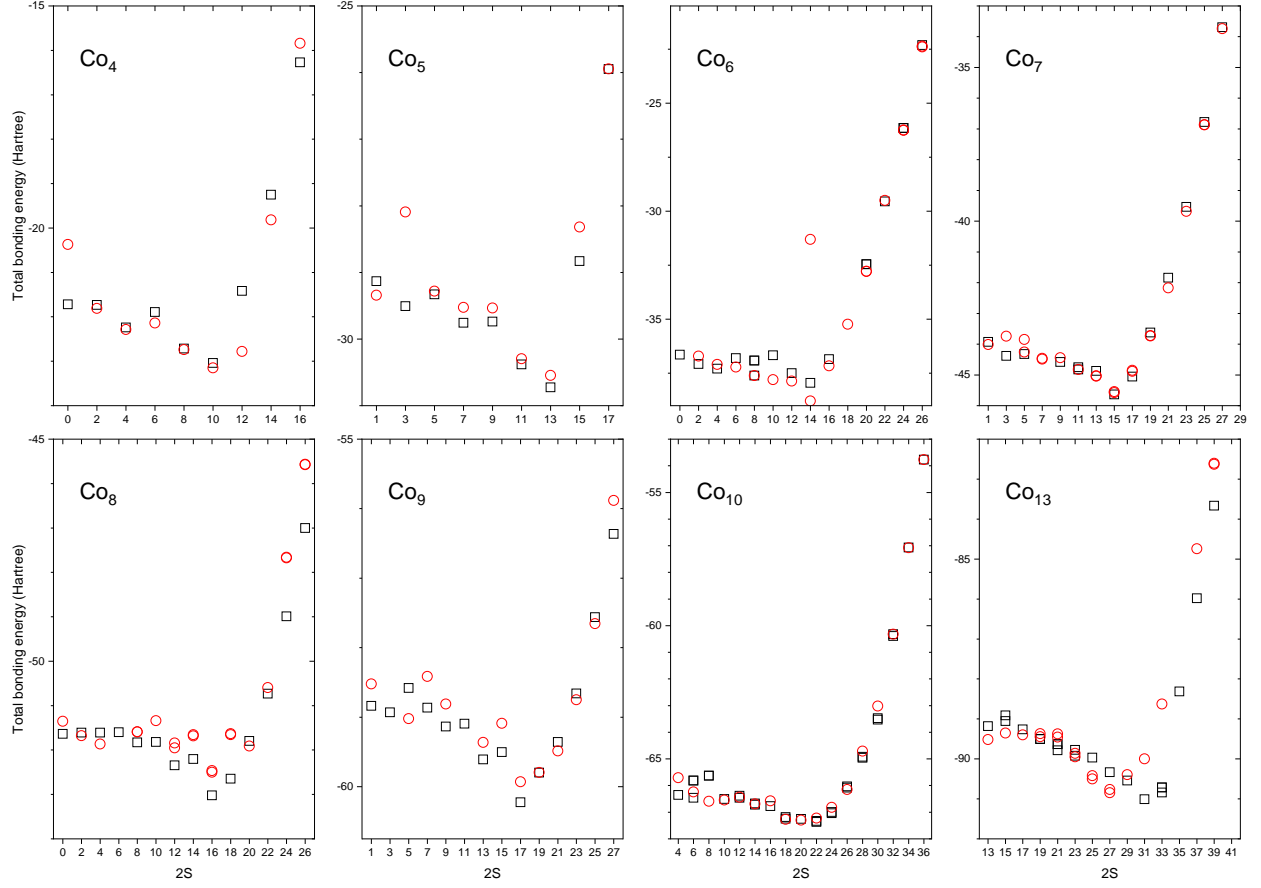 Co4
-15
-20
Total bonding energy (Hartree)
0 2 4 6 8 10 12 14 16
Co5
-25
-30
1 3 5 7 9 11 13 15 17
Co6
-25
-30
-35
0 2 4 6 8 10 12 14 16 18 20 22 24 26
Co7
-35
-40
-45
1 3 5 7 9 11 13 15 17 19 21 23 25 27 29
Co8
-45
-50
Total bonding energy (Hartree)
0 2 4 6 8 10 12 14 16 18 20 22 24 26
2S
Co9
-55
-60
1 3 5 7 9 11 13 15 17 19 21 23 25 27
2S
Co10
-55
-60
-65
4 6 8 10 12 14 16 18 20 22 24 26 28 30 32 34 36
2S
Co13
-85
-90
13 15 17 19 21 23 25 27 29 31 33 35 37 39 41
2S